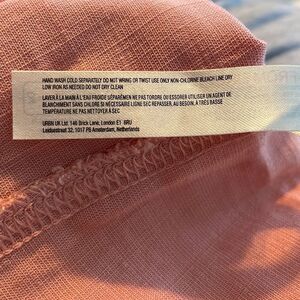 HAND WASH COLD SEPARATELY DO NOT WRING OR TWIST USE ONLY NON-CHLORINE BLEACH LINE DRY
LOW IRON AS NEEDED DO NOT DRY CLEAN
LAVER À LA MAIN À L'EAU FROIDE SÉPARÉMEN NE PAS TORDRE OU ESSORER UTILISER UN AGENT DE
BLANCHIMENT SANS CHLORE SI NÉCESSAIRE LIGNE SEC REPASSER, AU BESOIN, À TRÈS BASSE
TEMPÉRATURE NE PAS NETTOYER À SEC
URBN UK Ltd 146 Brick Lane, London E1 6RU
Leidsestraat 32, 1017 PB Amsterdam, Netherlands